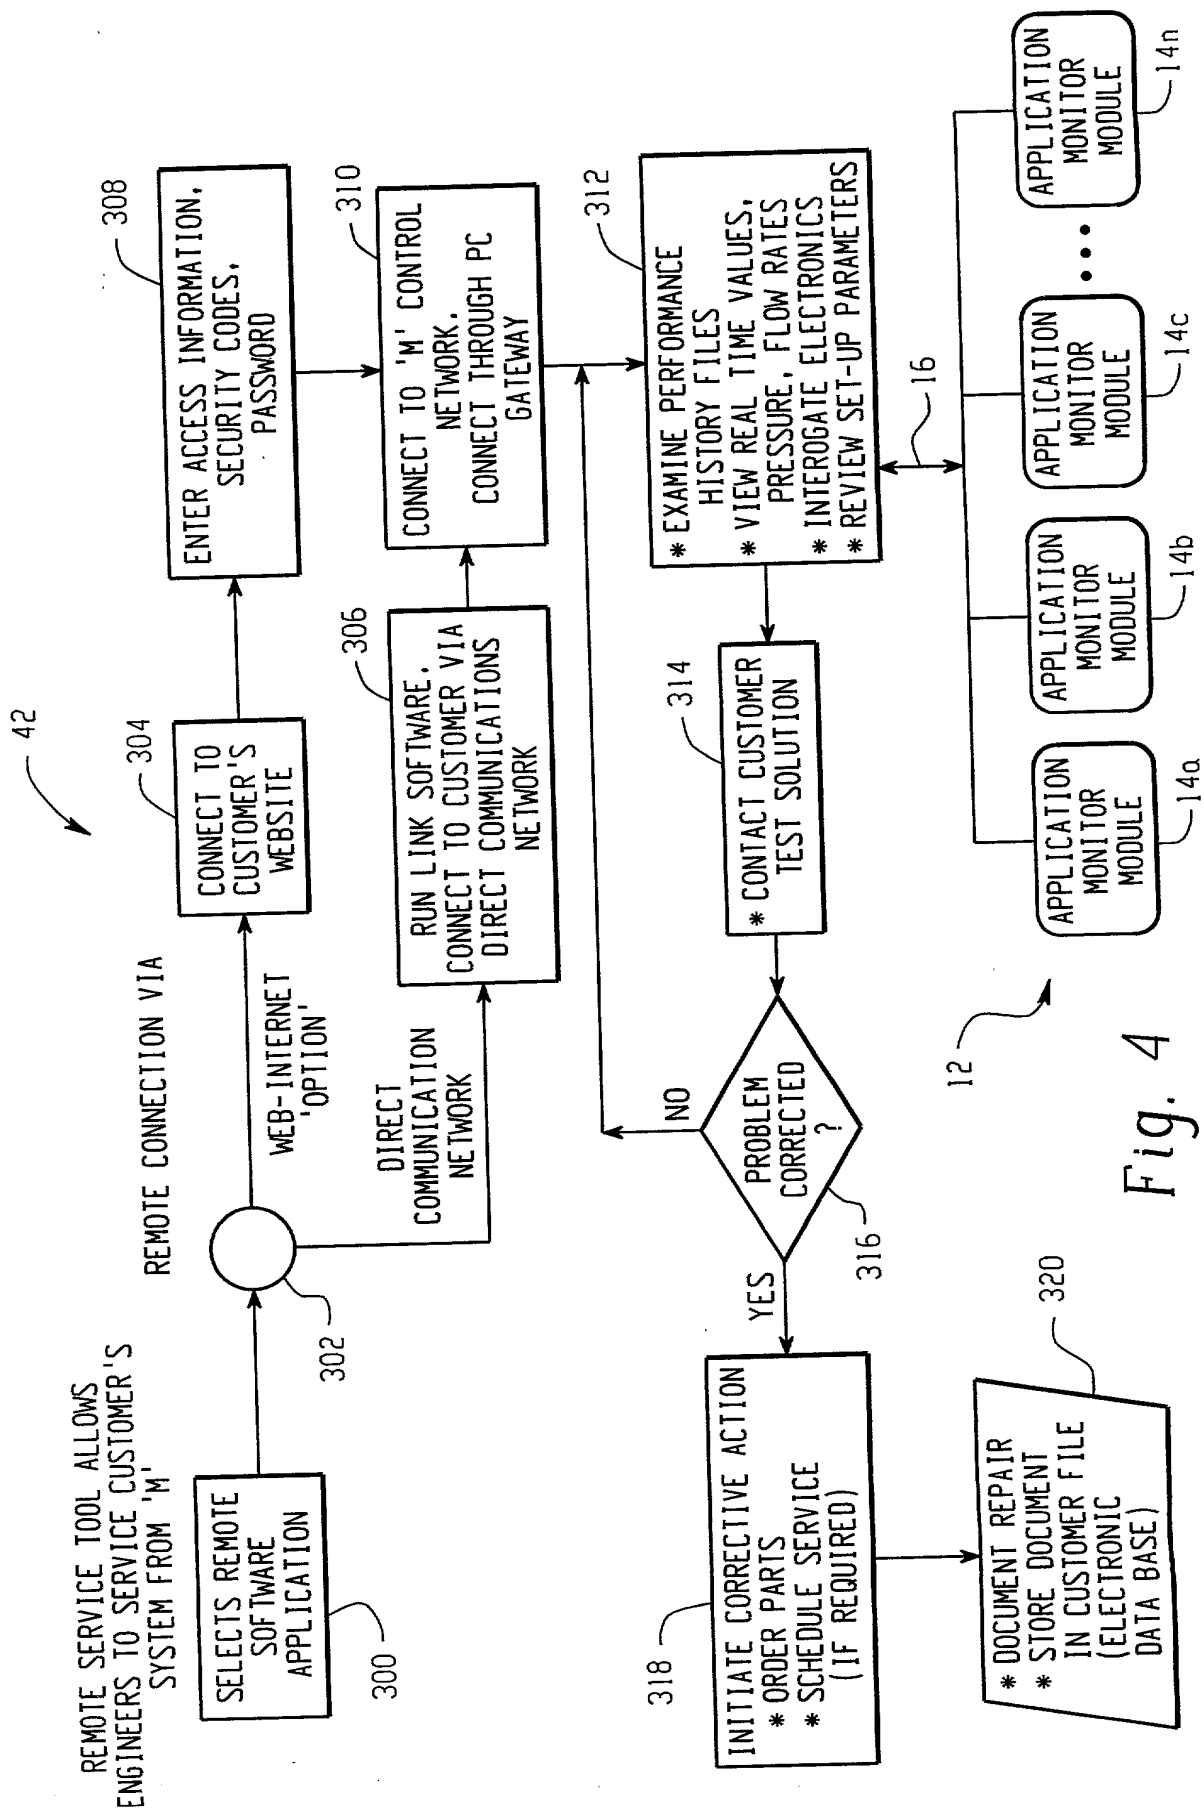 42
REMOTE SERVICE TOOL ALLOWS
ENGINEERS TO SERVICE CUSTOMER'S
SYSTEM FROM 'M'
SELECTS REMOTE
SOFTWARE
APPLICATION
300
302
REMOTE CONNECTION VIA
WEB-INTERNET
'OPTION'
DIRECT
COMMUNICATION
NETWORK
304
CONNECT TO
CUSTOMER'S
WEBSITE
306
RUN LINK SOFTWARE.
CONNECT TO CUSTOMER VIA
DIRECT COMMUNICATIONS
NETWORK
308
ENTER ACCESS INFORMATION,
SECURITY CODES,
PASSWORD
310
CONNECT TO 'M' CONTROL
NETWORK.
CONNECT THROUGH PC
GATEWAY
312
* EXAMINE PERFORMANCE
HISTORY FILES
* VIEW REAL TIME VALUES,
PRESSURE, FLOW RATES
* INTEROGATE ELECTRONICS
* REVIEW SET-UP PARAMETERS
314
* CONTACT CUSTOMER
TEST SOLUTION
NO
PROBLEM
CORRECTED
?
316
YES
318
INITIATE CORRECTIVE ACTION
* ORDER PARTS
* SCHEDULE SERVICE
(IF REQUIRED)
320
* DOCUMENT REPAIR
* STORE DOCUMENT
IN CUSTOMER FILE
(ELECTRONIC
DATA BASE)
16
12
APPLICATION
MONITOR
MODULE
14a
APPLICATION
MONITOR
MODULE
14b
APPLICATION
MONITOR
MODULE
14c
APPLICATION
MONITOR
MODULE
14n
Fig. 4